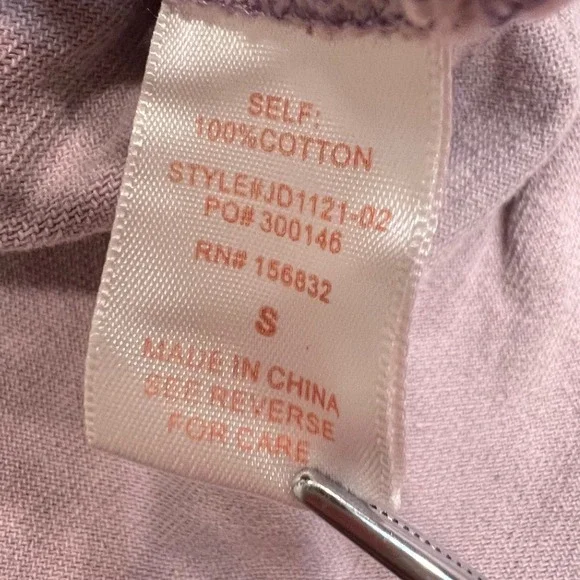 SELF:
100%COTTON
STYLE#JD1121-02
PO# 300146
RN# 156832
S
MADE IN CHINA
SEE REVERSE
FOR CARE